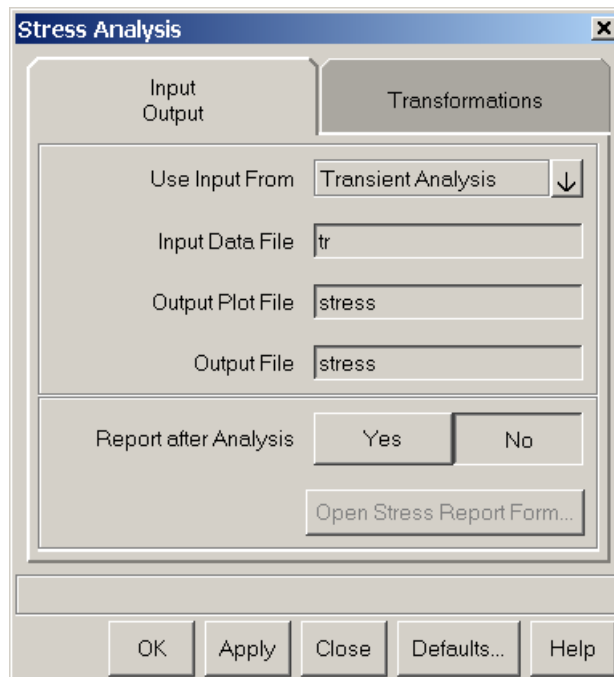 Stress Analysis
Input
Output
Transformations
Use Input From Transient Analysis
Input Data File tr
Output Plot File stress
Output File stress
Report after Analysis Yes No
Open Stress Report Form...
OK Apply Close Defaults... Help